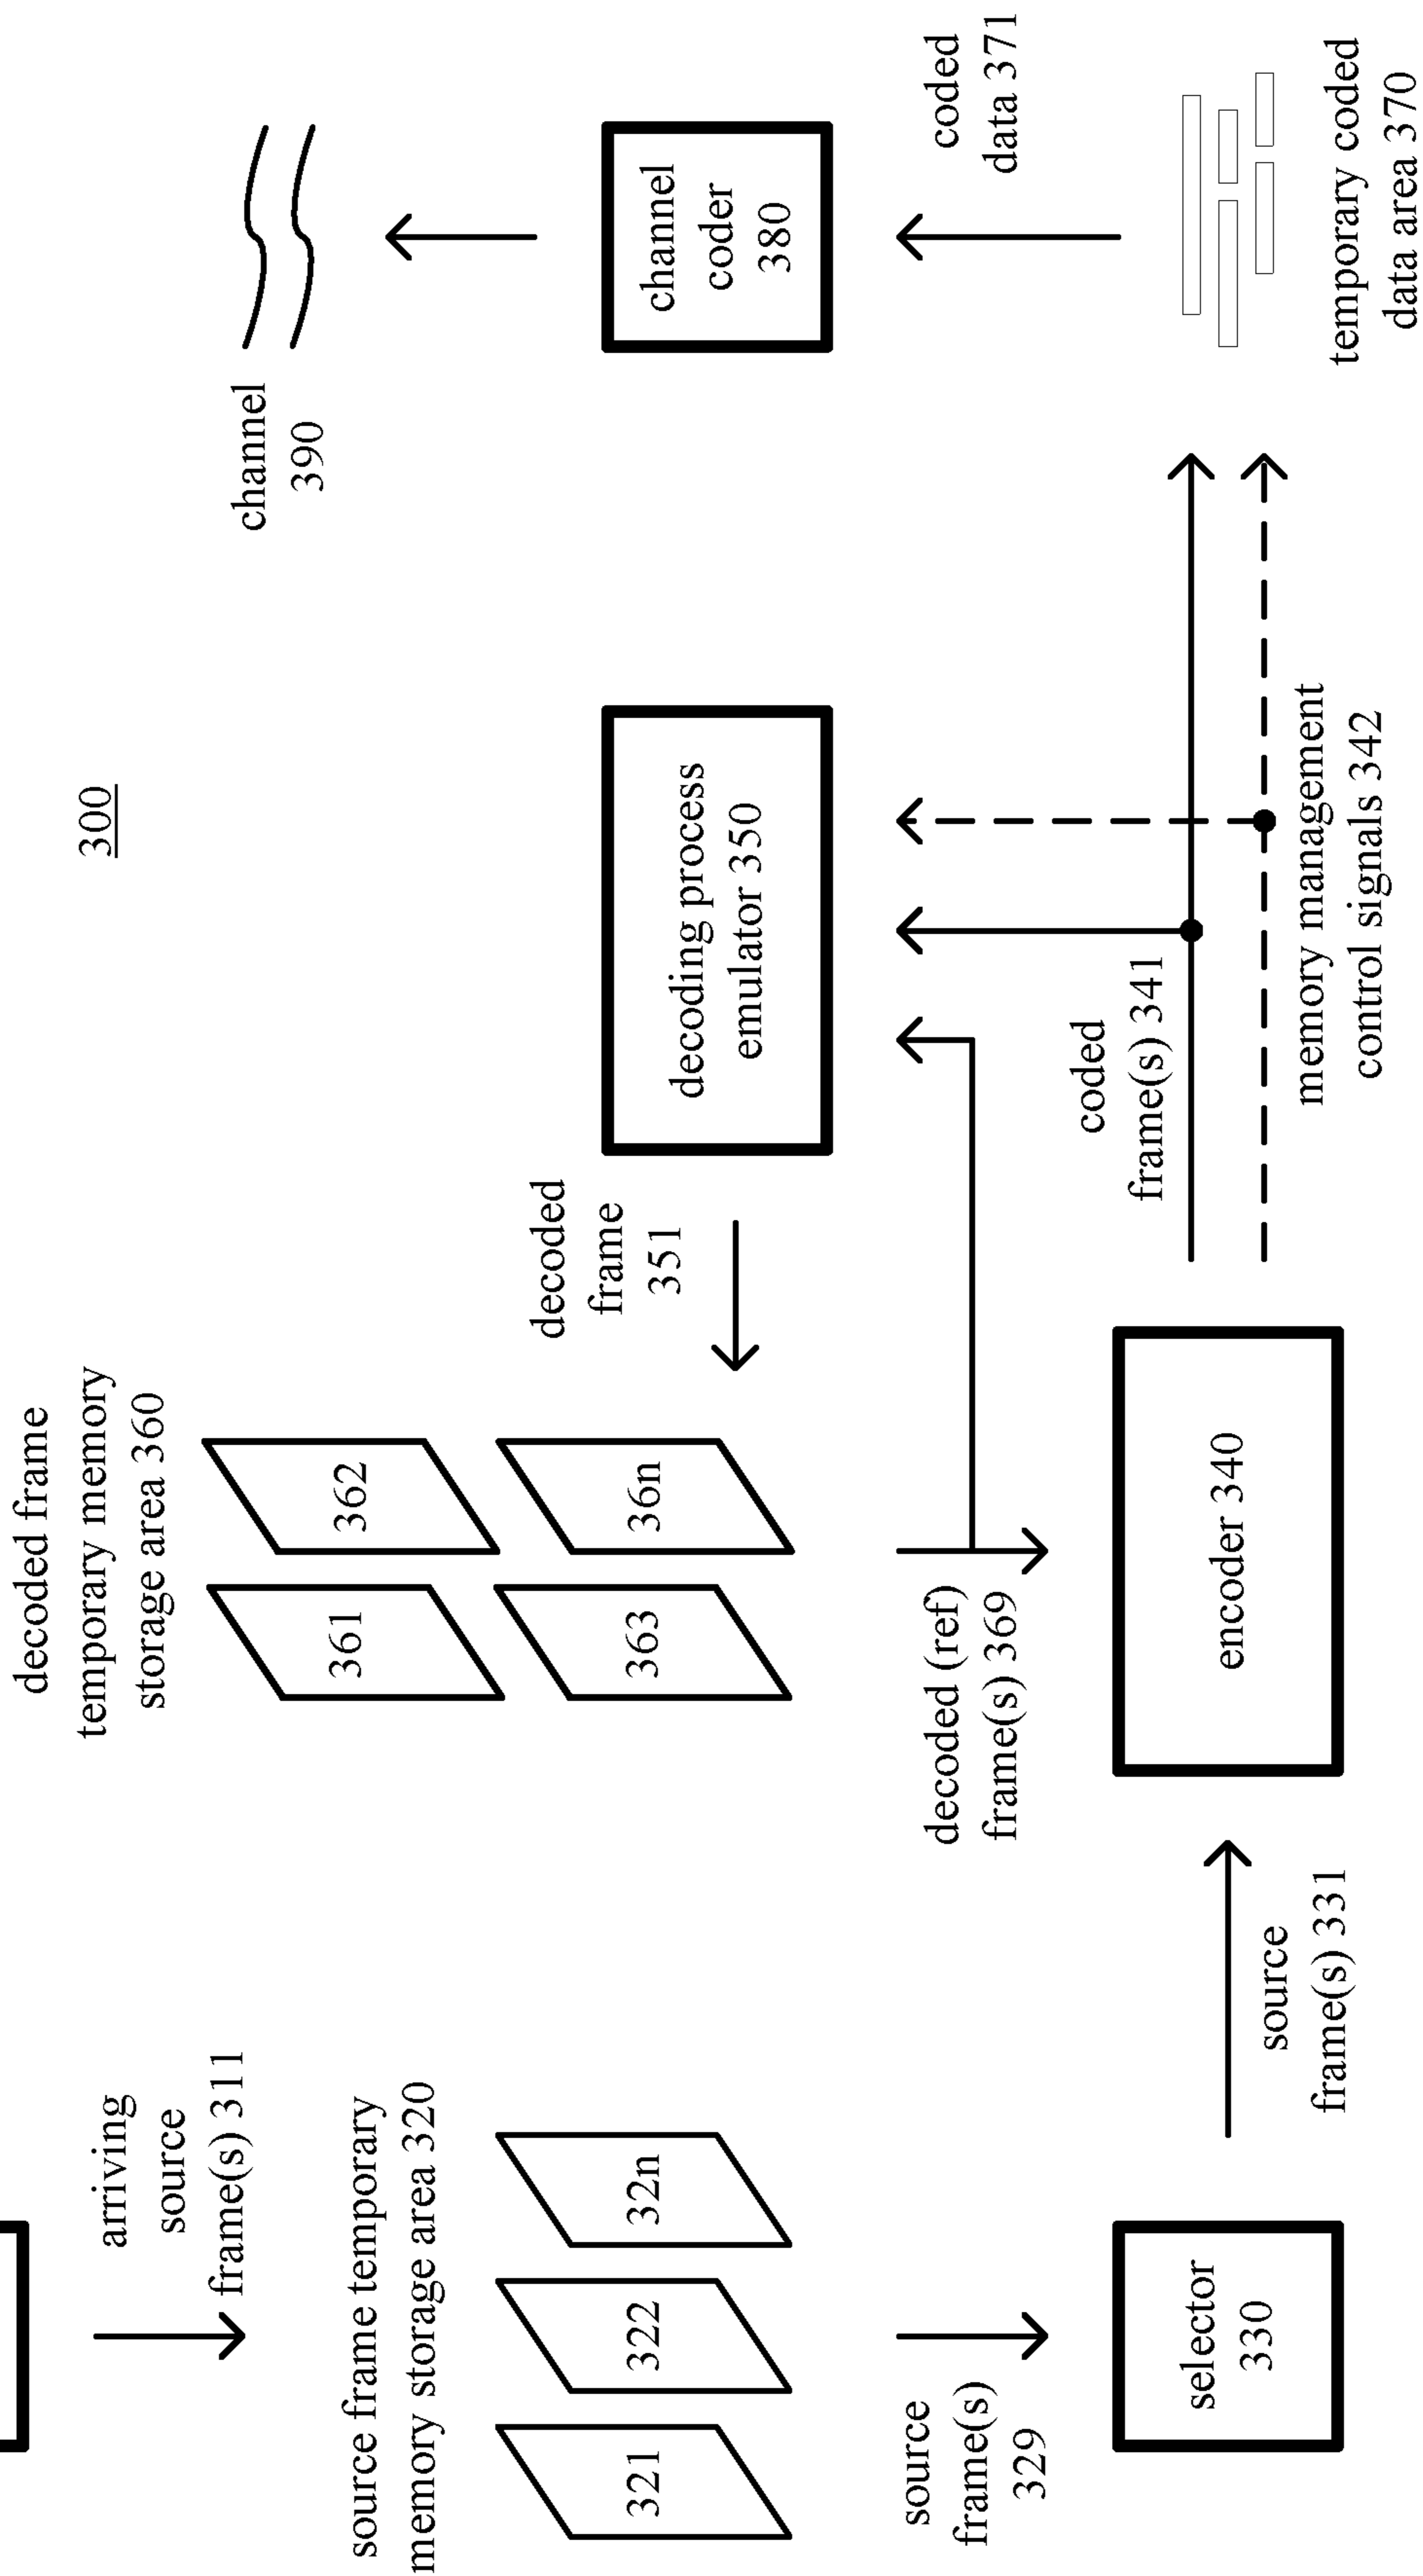 300
arriving
source
frame(s) 311
source frame temporary
memory storage area 320
321
322
32n
source
frame(s)
329
selector
330
source
frame(s) 331
decoded frame
temporary memory
storage area 360
361
362
363
36n
decoded (ref)
frame(s) 369
encoder 340
decoded
frame
351
decoding process
emulator 350
coded
frame(s) 341
memory management
control signals 342
channel
390
channel
coder
380
coded
data 371
temporary coded
data area 370